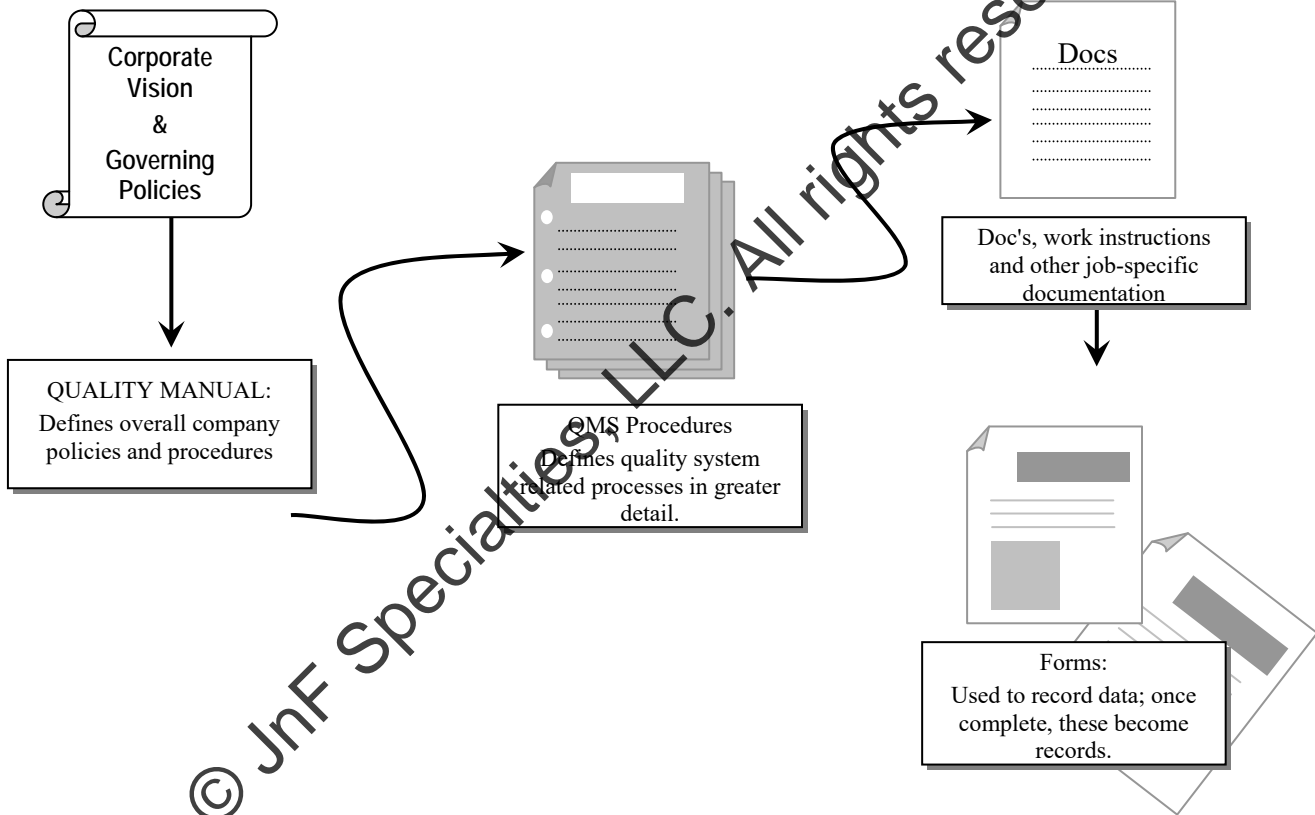 Corporate
Vision
&
Governing
Policies
QUALITY MANUAL:
Defines overall company
policies and procedures
QMS Procedures
Defines quality system
related processes in greater
detail.
Docs
Doc's, work instructions
and other job-specific
documentation
Forms:
Used to record data; once
complete, these become
records.
© JnF Specialties, LLC. All rights